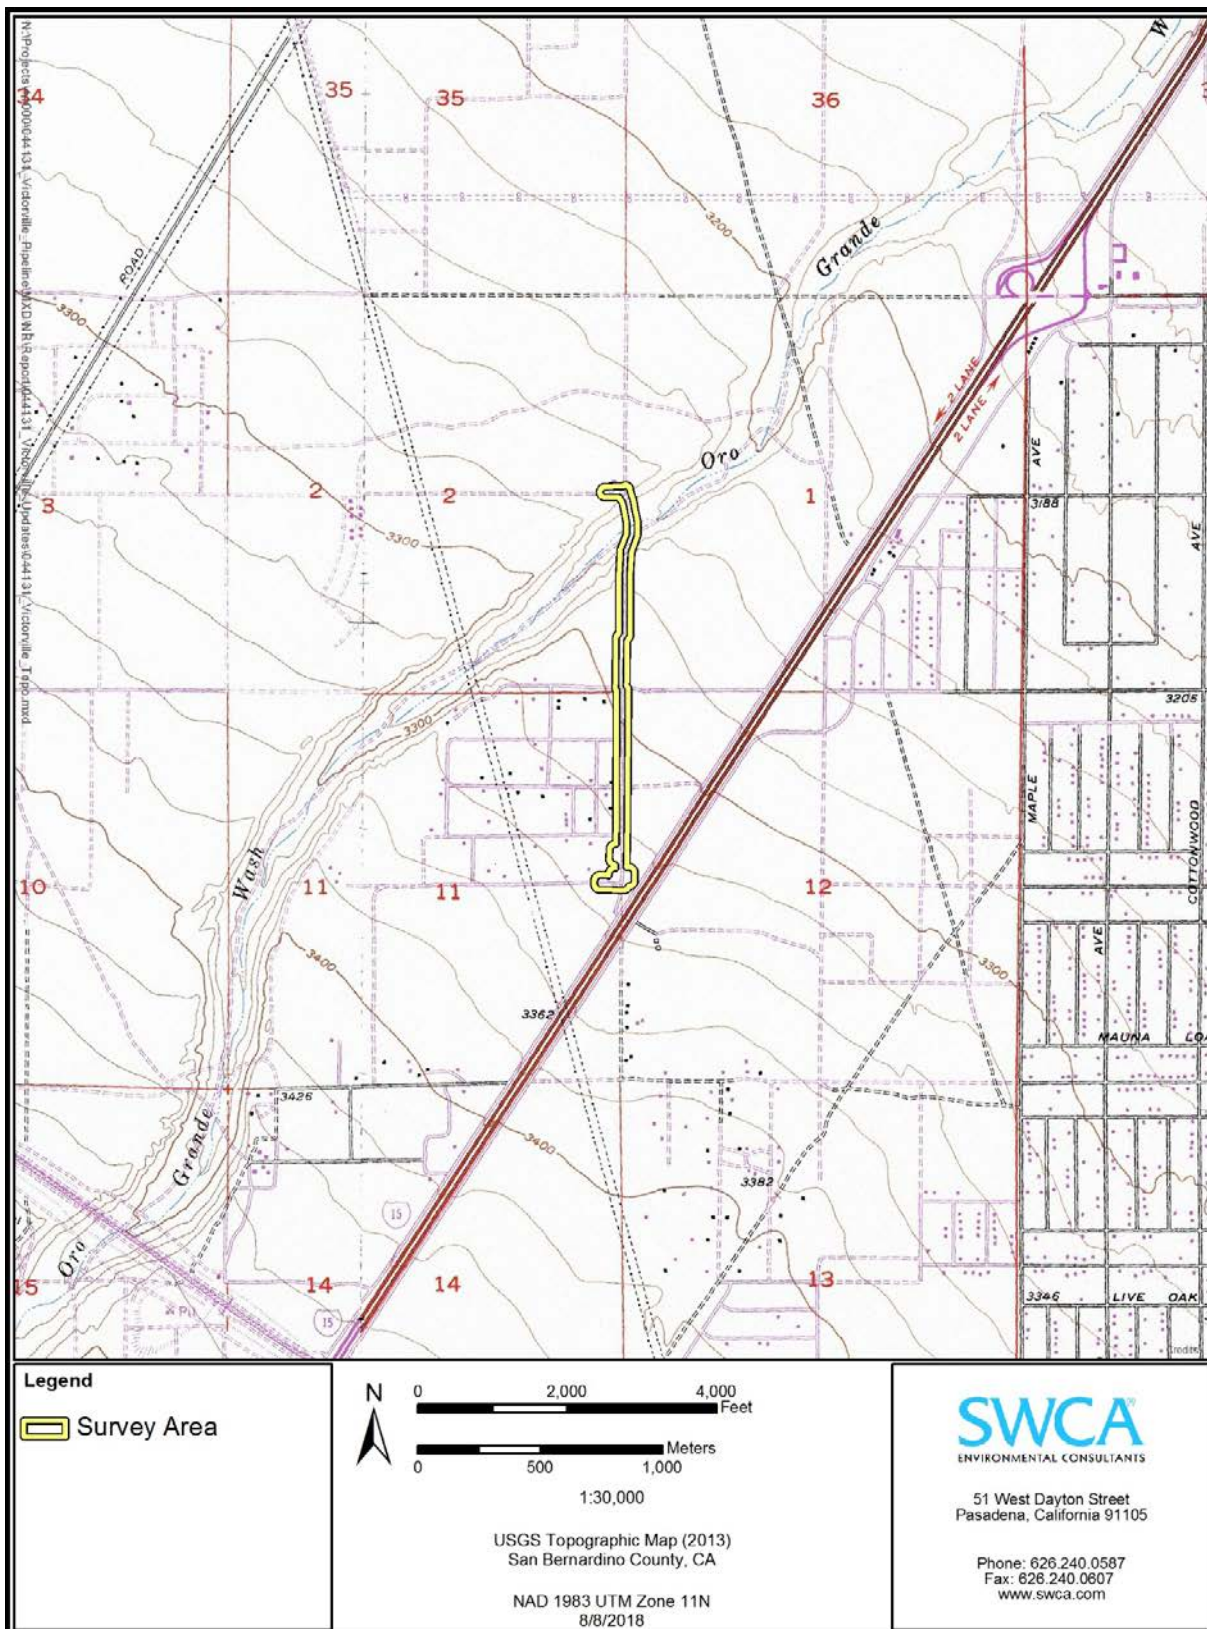 34
35
35
36
W
3200
Grande
ROAD
3300
2 LANE
2 LANE
Oro
AVE
3
2
2
1
3188
AVE
3300
3300
3205
MAPLE
COTTONWOOD
Wash
10
11
11
12
AVE
3400
3300
3362
MAUNA LOA
3426
Grande
3400
3382
15
Oro
15
14
14
13
3346
LIVE OAK
15
Pit
Credits
Legend
Survey Area
N
0 2,000 4,000
Feet
Meters
0 500 1,000
1:30,000
USGS Topographic Map (2013)
San Bernardino County, CA
NAD 1983 UTM Zone 11N
8/8/2018
SWCA®
ENVIRONMENTAL CONSULTANTS
51 West Dayton Street
Pasadena, California 91105
Phone: 626.240.0587
Fax: 626.240.0607
www.swca.com